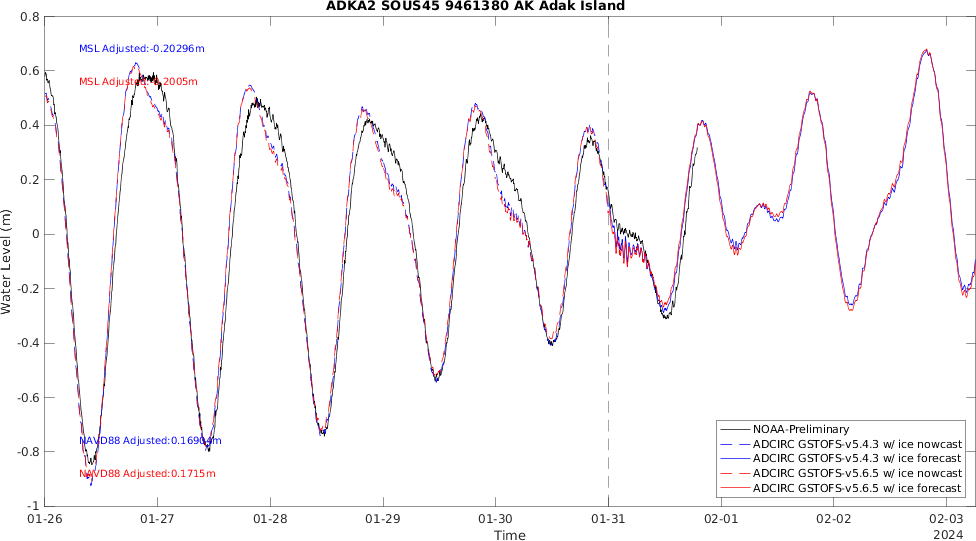 ADKA2 SOUS45 9461380 AK Adak Island
Water Level (m)
0.8
0.6
0.4
0.2
0
-0.2
-0.4
-0.6
-0.8
-1
MSL Adjusted:-0.20296m
MSL Adjusted:-0.2005m
NAVD88 Adjusted:0.16904m
NAVD88 Adjusted:0.1715m
NOAA-Preliminary
ADCIRC GSTOFS-v5.4.3 w/ ice nowcast
ADCIRC GSTOFS-v5.4.3 w/ ice forecast
ADCIRC GSTOFS-v5.6.5 w/ ice nowcast
ADCIRC GSTOFS-v5.6.5 w/ ice forecast
01-26 01-27 01-28 01-29 01-30 01-31 02-01 02-02 02-03
Time
2024